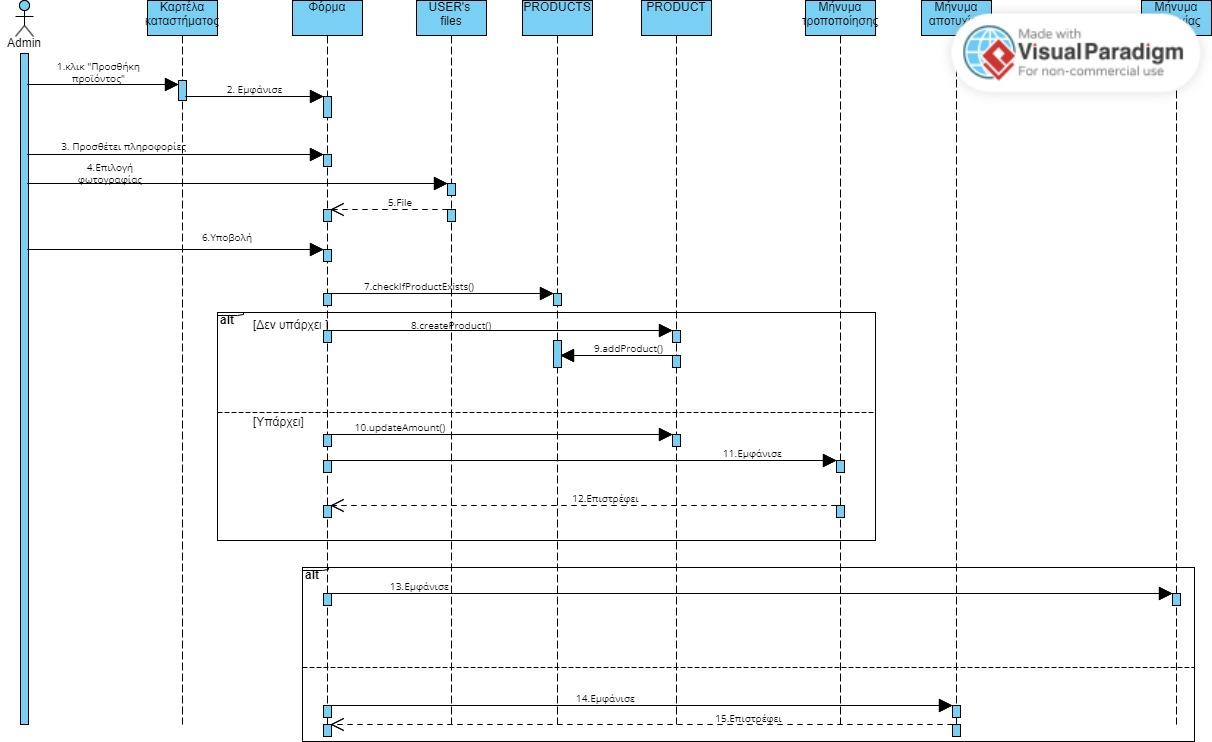 Καρτέλα
καταστήματος
Φόρμα
USER's
files
PRODUCTS
PRODUCT
Μήνυμα
τροποποίησης
Μήνυμα
Μήνυμα
Admin
Made with
Visual Paradigm
For non-commercial use
1.κλικ "Προσθήκη
προϊόντος"
2. Εμφάνισε
3. Προσθέτει πληροφορίες
4.Επιλογή
φωτογραφίας
5.File
6.Υποβολή
7.checkIfProductExists()
alt
[Δεν υπάρχει]
8.createProduct()
9.addProduct()
[Υπάρχει]
10.updateAmount()
11.Εμφάνισε
12.Επιστρέφει
alt
13.Εμφάνισε
14.Εμφάνισε
15.Επιστρέφει